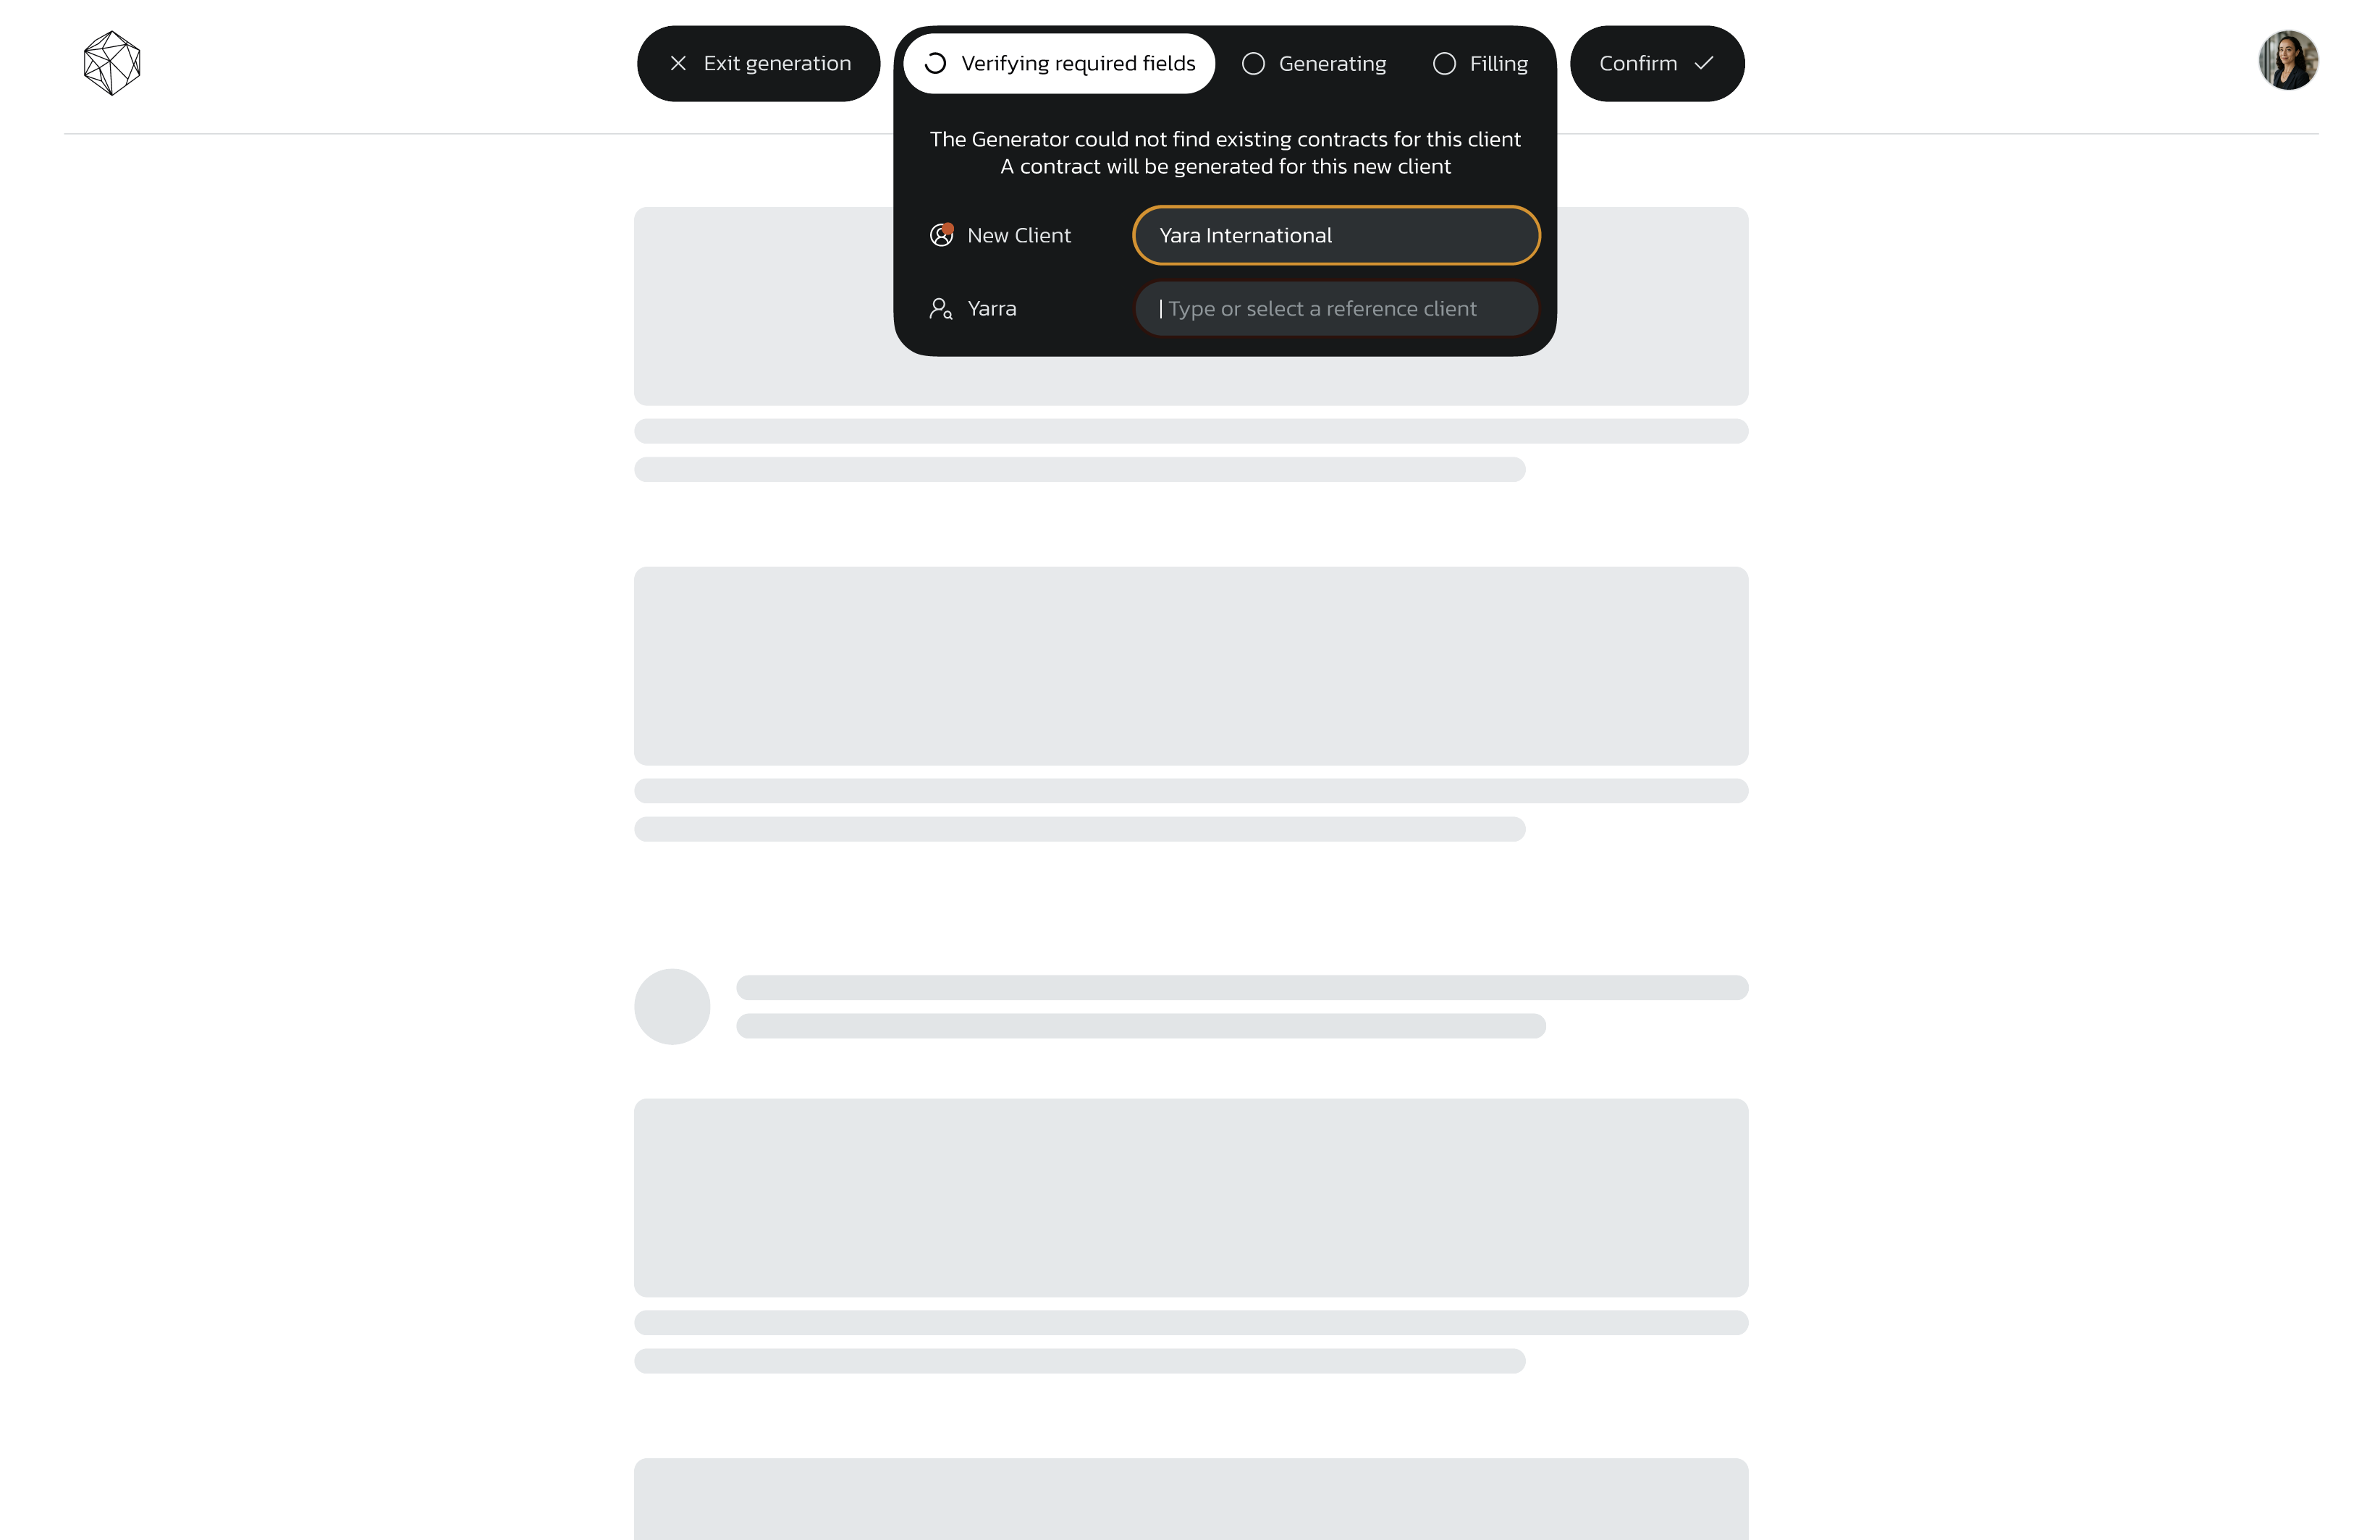 Exit generation
Verifying required fields
Generating
Filling
Confirm
The Generator could not find existing contracts for this client
A contract will be generated for this new client
New Client
Yara International
Yarra
Type or select a reference client